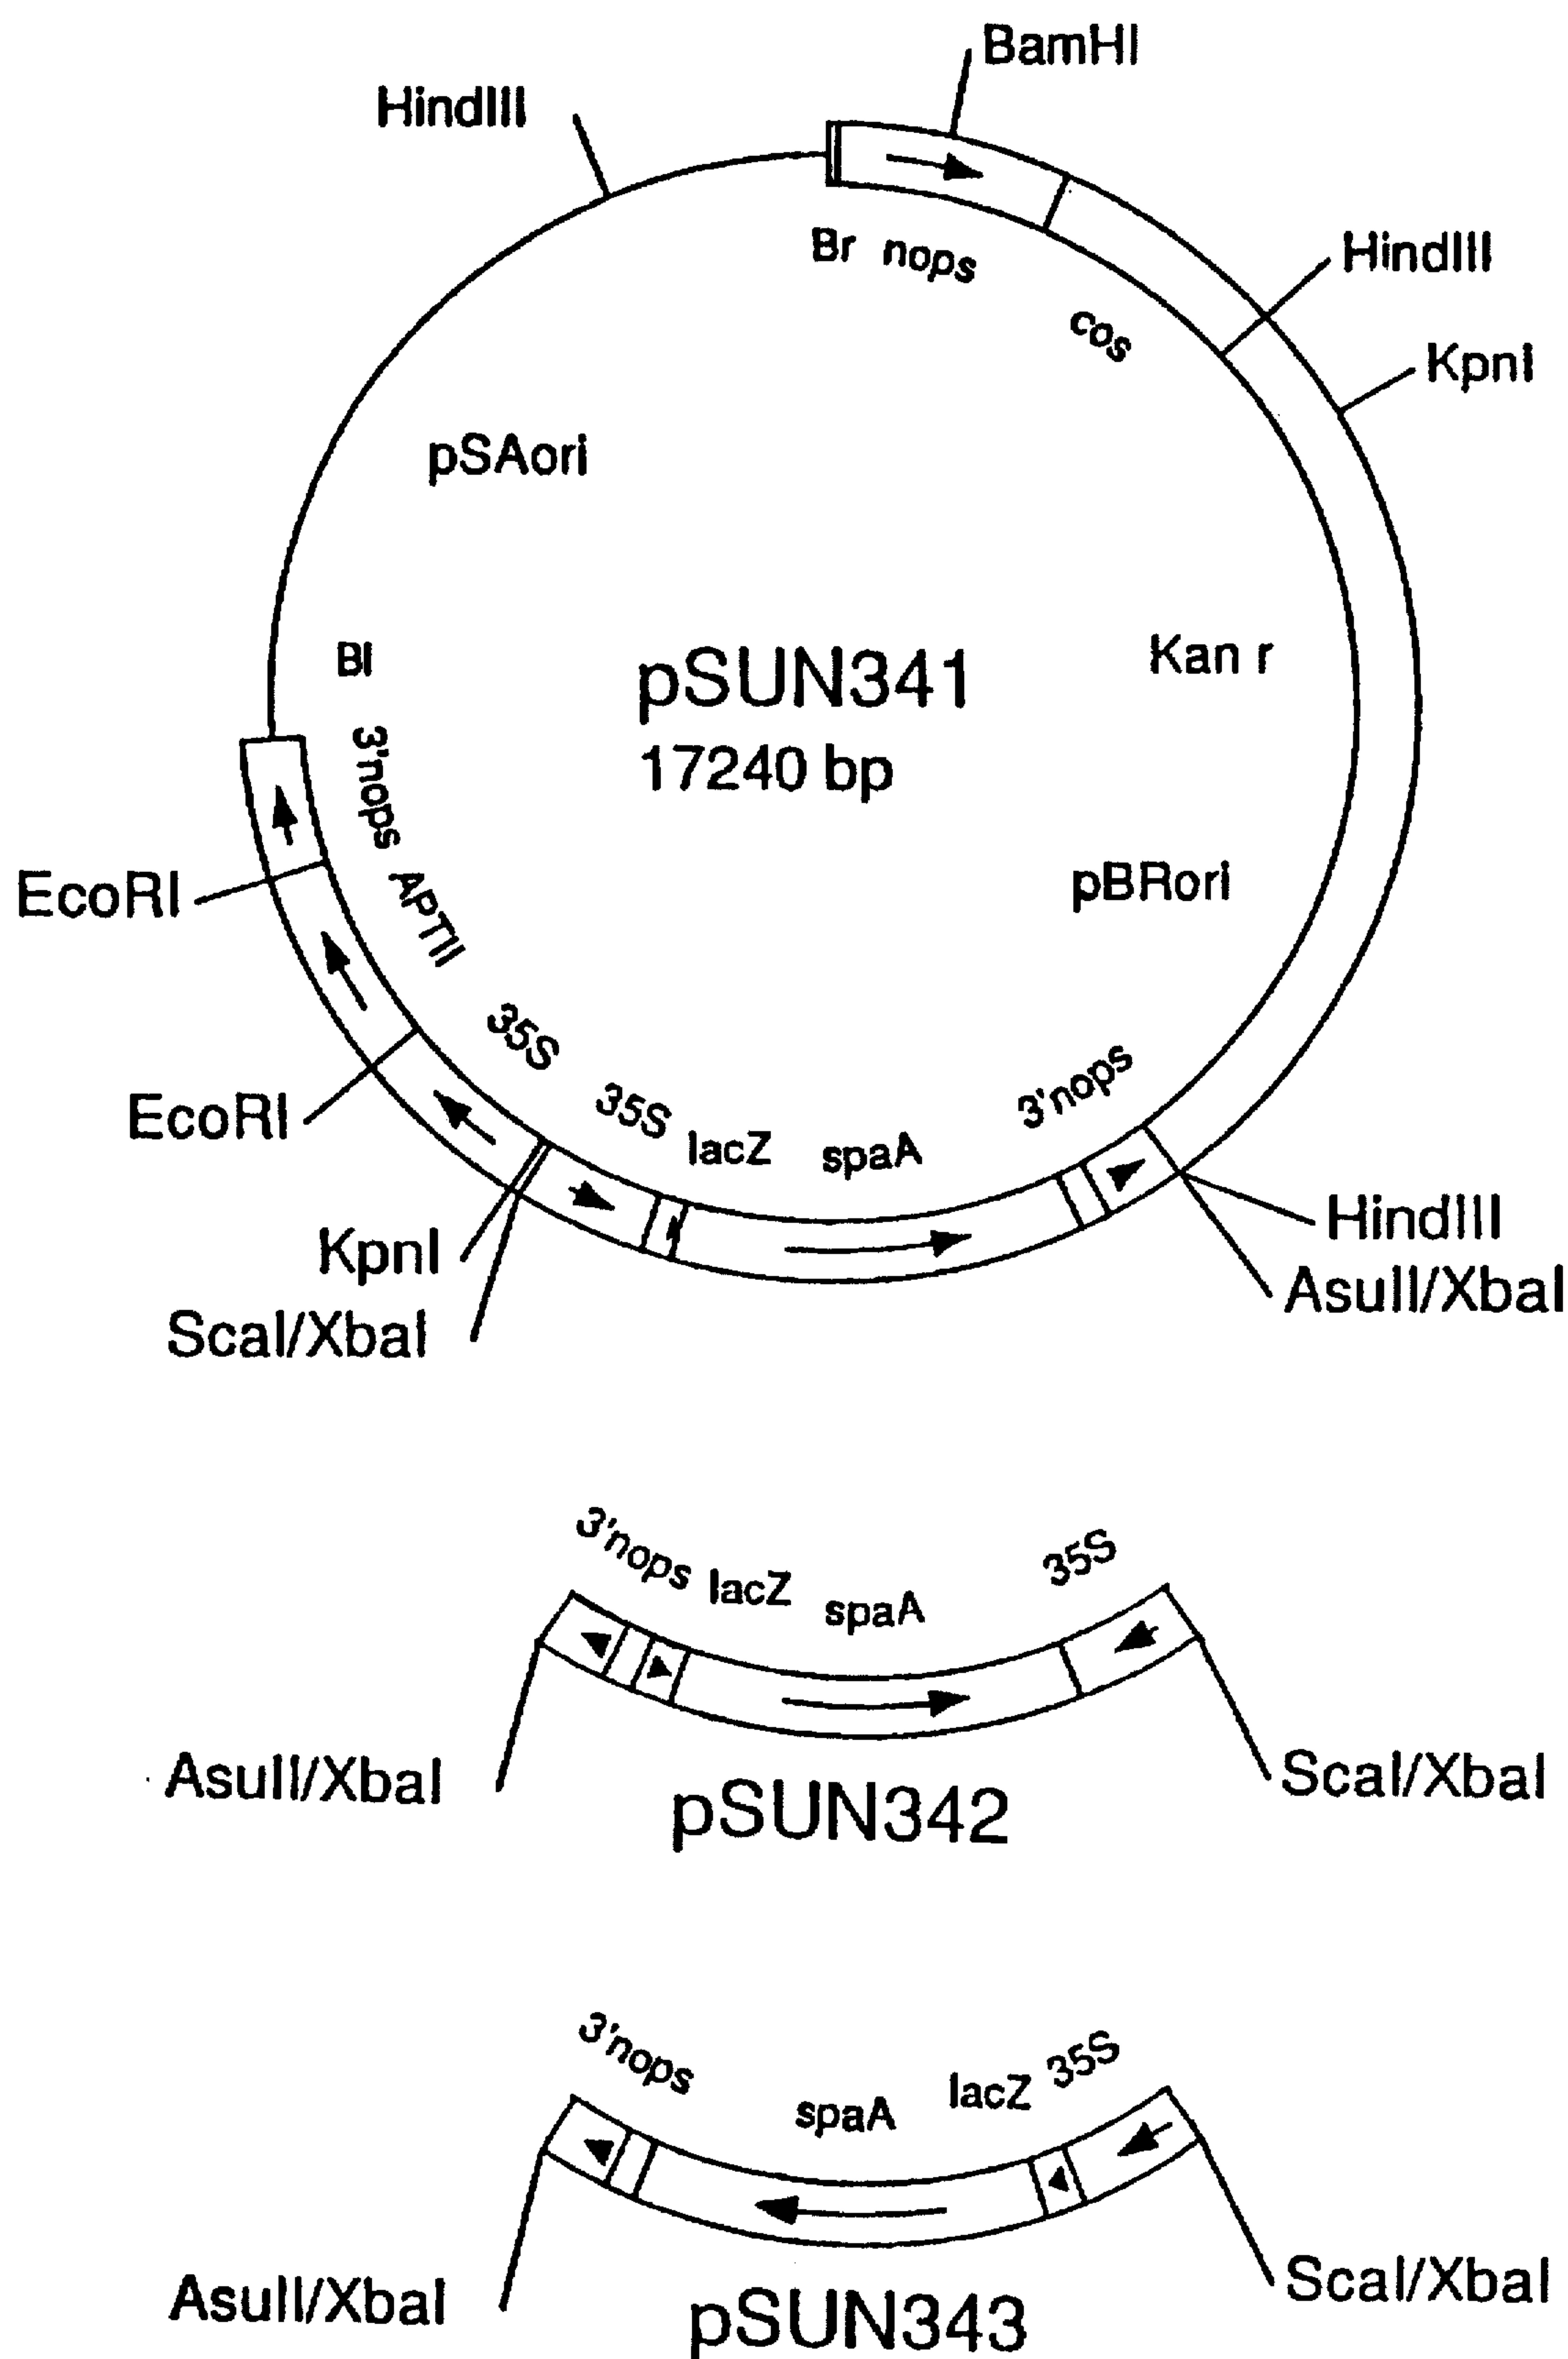 BamHI
HindIII
Br nops
HindIII
cos
KpnI
pSAori
Bl
pSUN341
Kan r
17240 bp
3'nops
EcoRI
APTII
pBRori
35S
EcoRI
35S
lacZ
spaA
3'nops
KpnI
HindIII
ScaI/XbaI
AsuII/XbaI
3'nops
lacZ
spaA
35S
AsuII/XbaI
ScaI/XbaI
pSUN342
3'nops
spaA
lacZ
35S
AsuII/XbaI
ScaI/XbaI
pSUN343